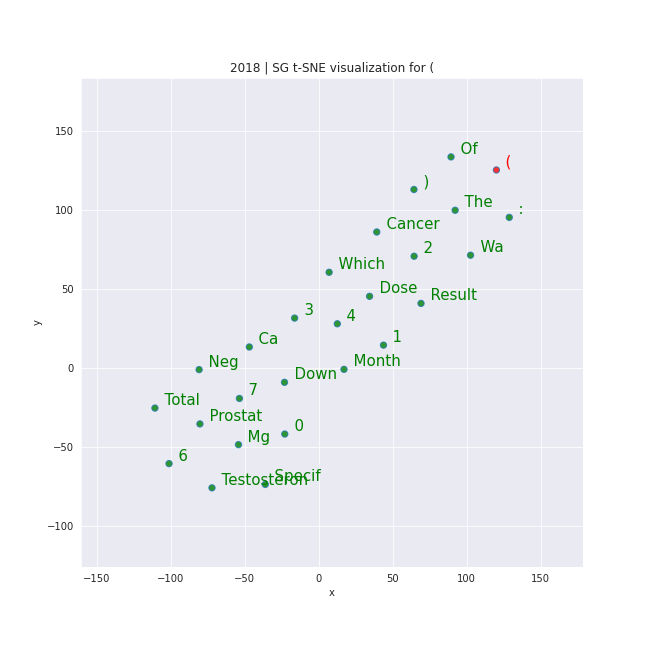 2018 | SG t-SNE visualization for (
150
100
50
0
−50
−100
y
Of
(
)
The
:
Cancer
2
Wa
Which
Dose
Result
3
4
Ca
1
Neg
Month
Down
7
Total
Prostat
0
Mg
6
Testosteron
Specif
−150
−100
−50
0
50
100
150
x